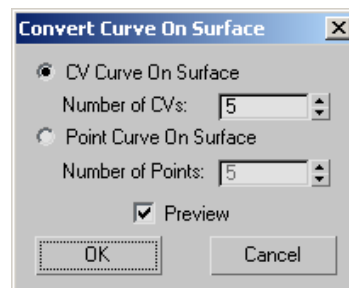 Convert Curve On Surface
CV Curve On Surface
Number of CVs: 5
Point Curve On Surface
Number of Points: 5
Preview
OK Cancel